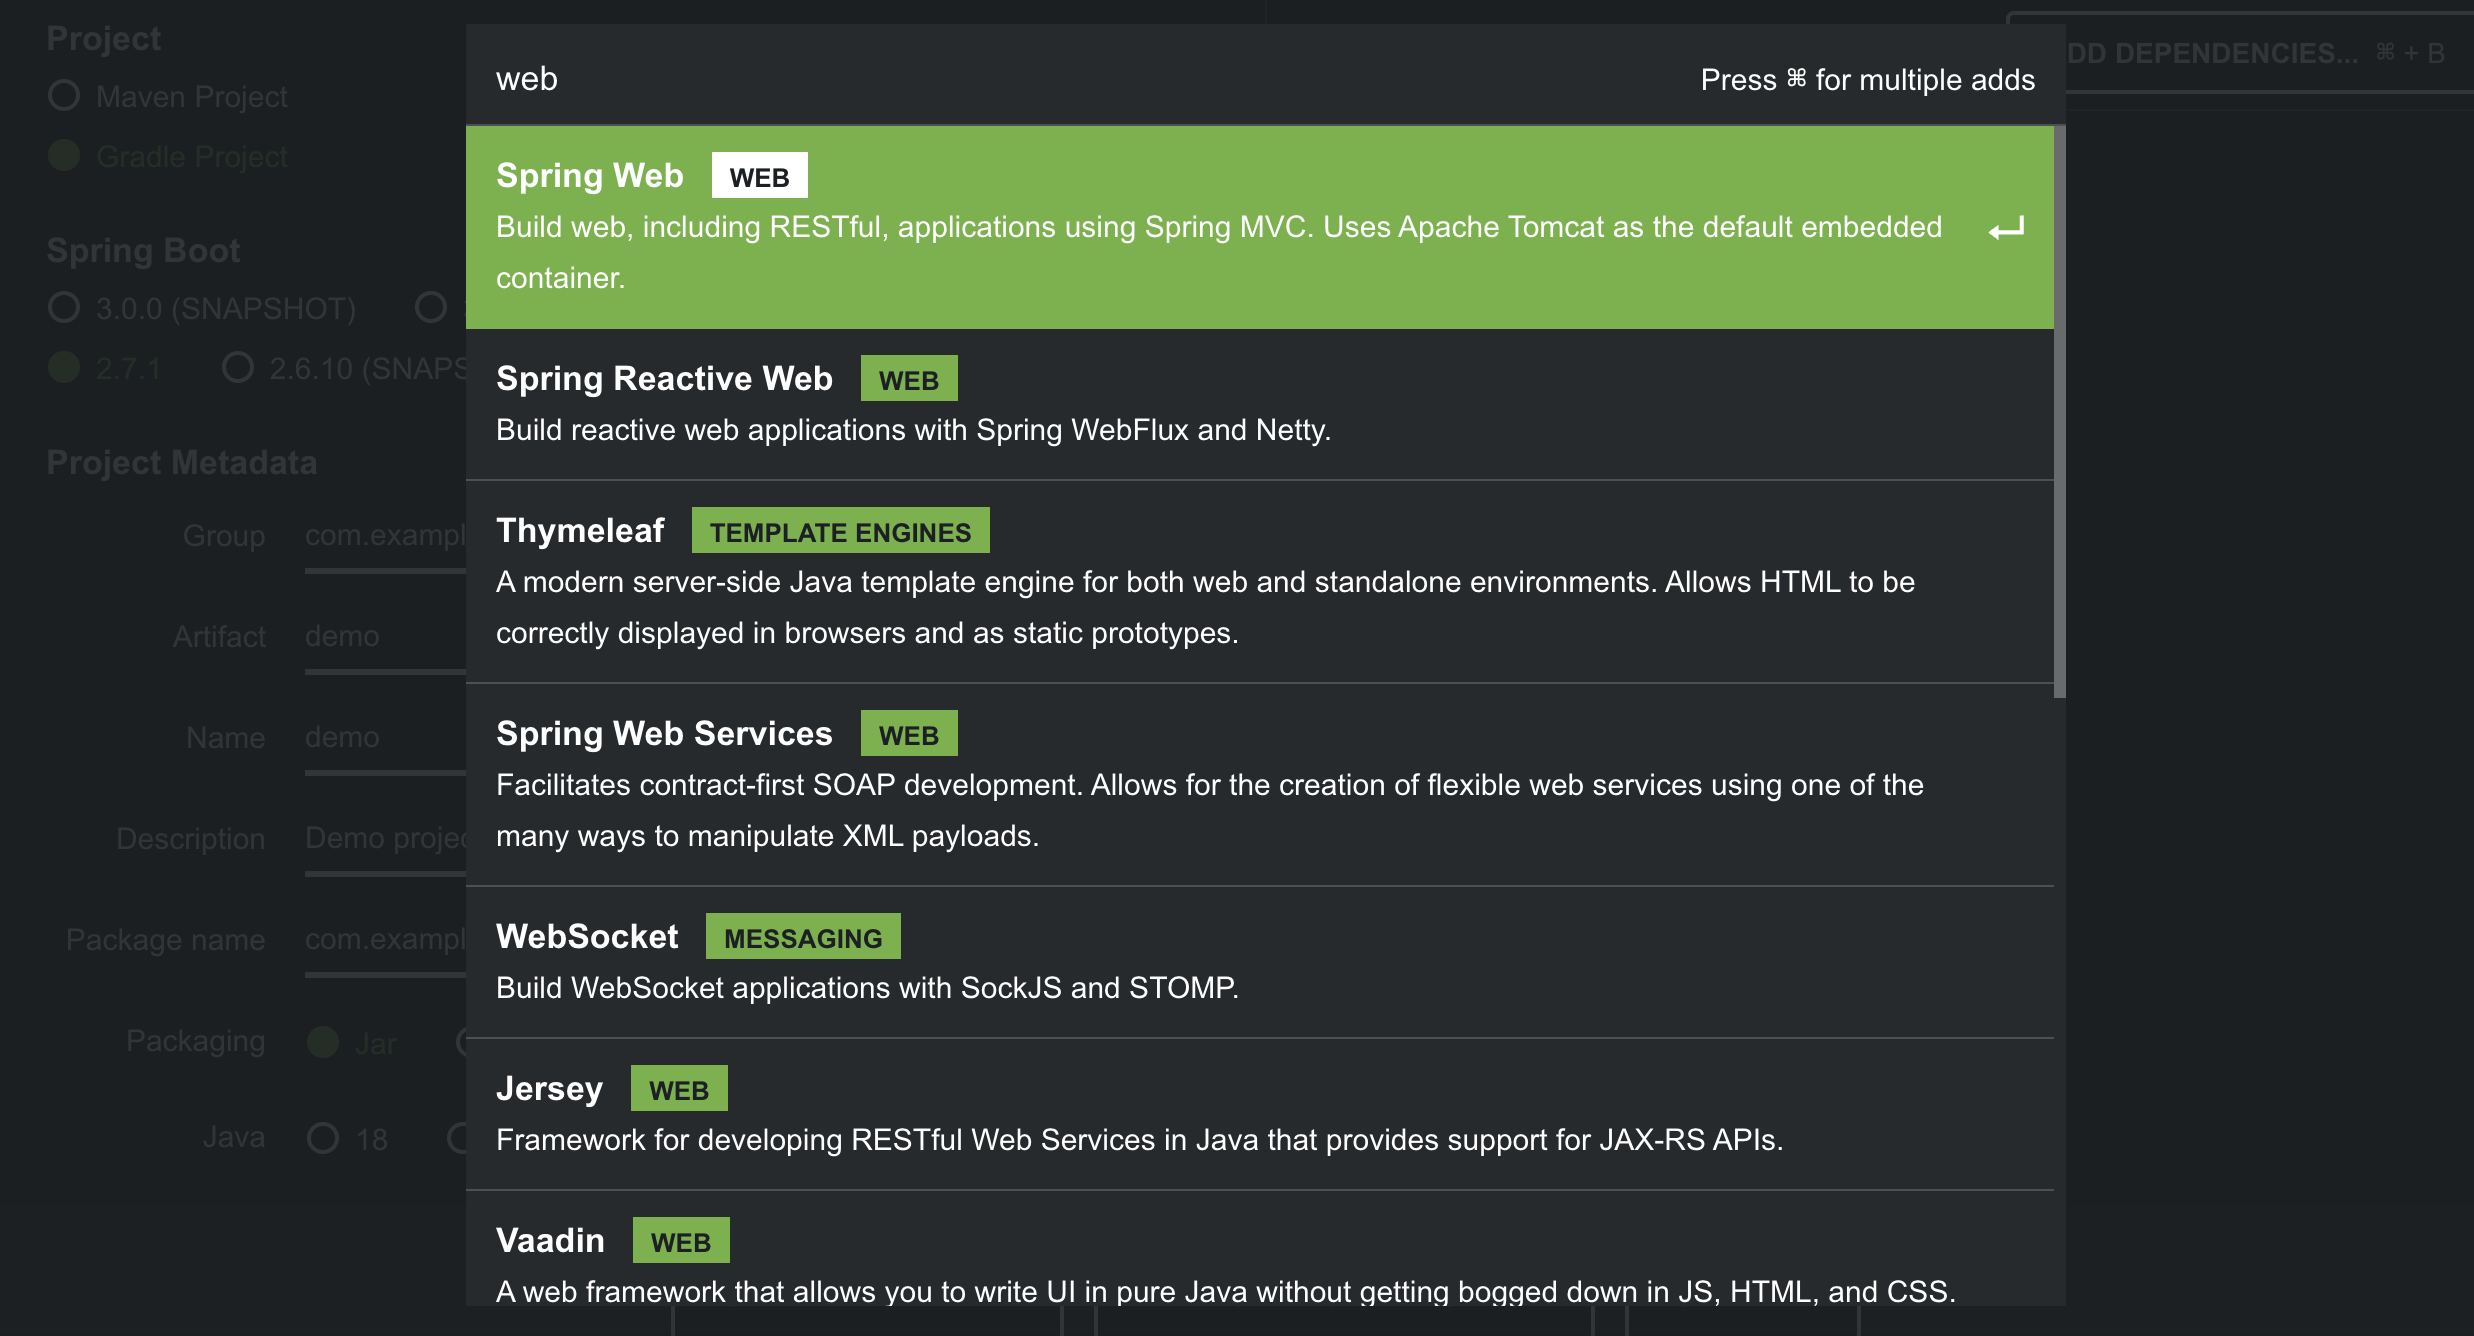 Project
Maven Project
Gradle Project
Spring Boot
3.0.0 (SNAPSHOT)
2.7.1 2.6.10
Project Metadata
Group
Artifact demo
Name demo
Description Demo
Package name
Packaging Jar
Java 18
DEPENDENCIES... ⌘ + B
web Press ⌘ for multiple adds
Spring Web WEB
Build web, including RESTful, applications using Spring MVC. Uses Apache Tomcat as the default embedded
container.
Spring Reactive Web WEB
Build reactive web applications with Spring WebFlux and Netty.
Thymeleaf TEMPLATE ENGINES
A modern server-side Java template engine for both web and standalone environments. Allows HTML to be
correctly displayed in browsers and as static prototypes.
Spring Web Services WEB
Facilitates contract-first SOAP development. Allows for the creation of flexible web services using one of the
many ways to manipulate XML payloads.
WebSocket MESSAGING
Build WebSocket applications with SockJS and STOMP.
Jersey WEB
Framework for developing RESTful Web Services in Java that provides support for JAX-RS APIs.
Vaadin WEB
A web framework that allows you to write UI in pure Java without getting bogged down in JS, HTML, and CSS.